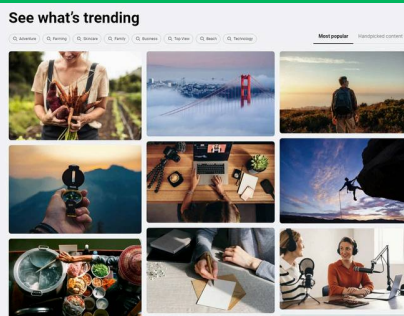 See what's trending
Adventure Farming Skincare Family Business Top View Beach Technology
Most popular Handpicked content